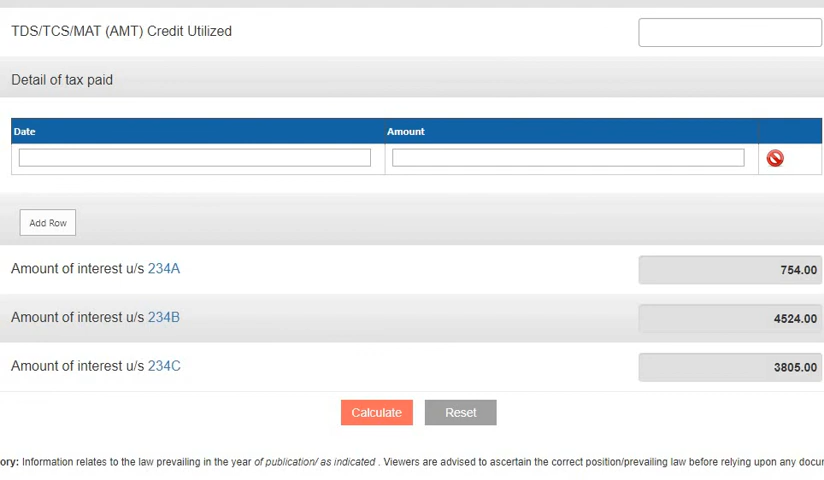 TDS/TCS/MAT (AMT) Credit Utilized
Detail of tax paid
Date Amount
Add Row
Amount of interest u/s 234A 754.00
Amount of interest u/s 234B 4524.00
Amount of interest u/s 234C 3805.00
Calculate Reset
ory: Information relates to the law prevailing in the year of publication/ as indicated . Viewers are advised to ascertain the correct position/prevailing law before relying upon any docu